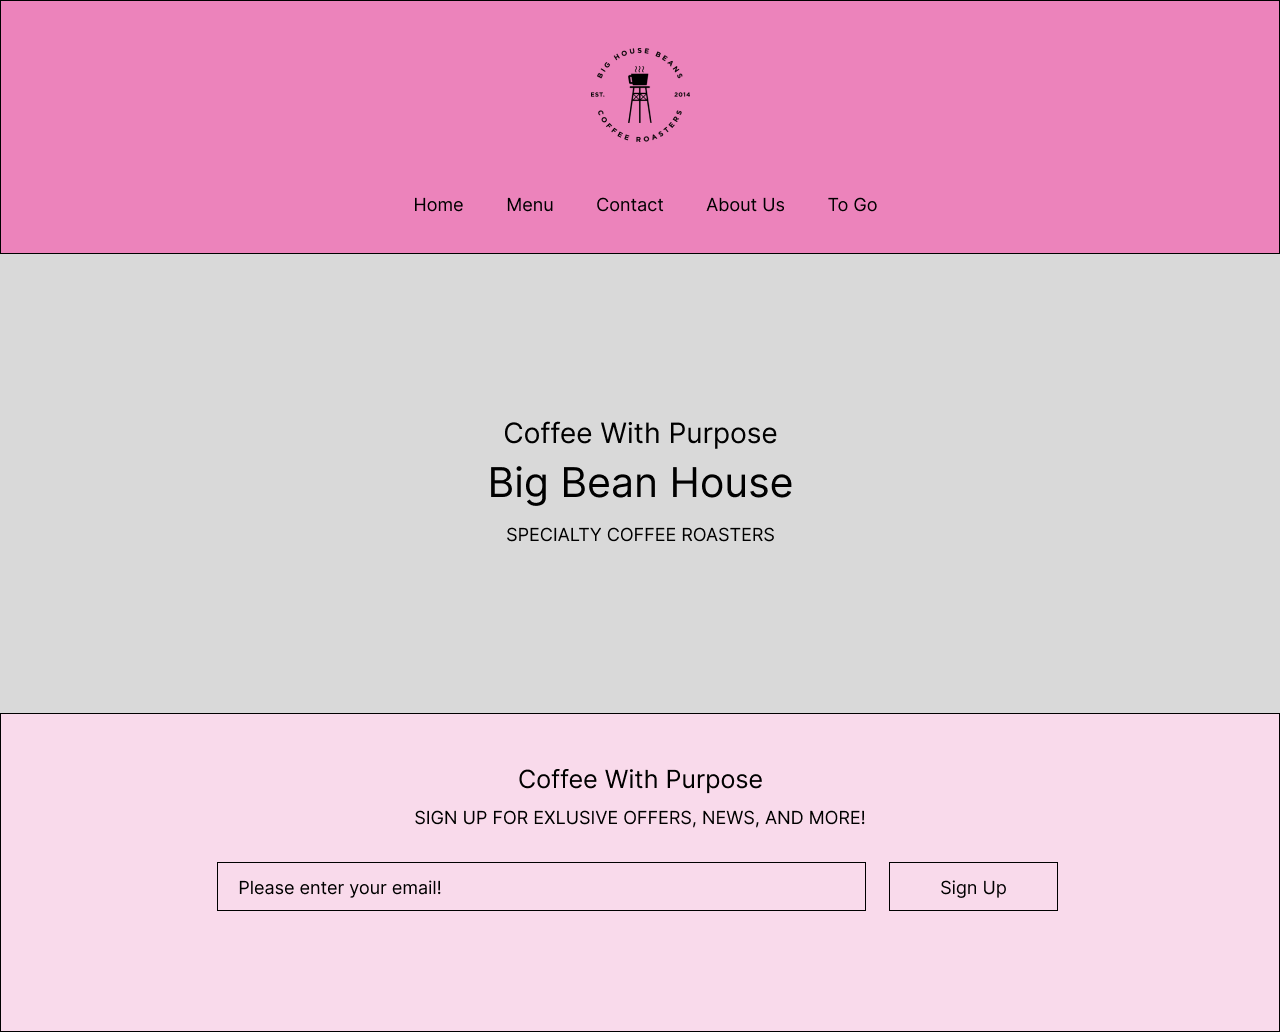 BIG HOUSE BEANS
EST. 2014
COFFEE ROASTERS
Home Menu Contact About Us To Go
Coffee With Purpose
Big Bean House
SPECIALTY COFFEE ROASTERS
Coffee With Purpose
SIGN UP FOR EXLUSIVE OFFERS, NEWS, AND MORE!
Please enter your email! Sign Up